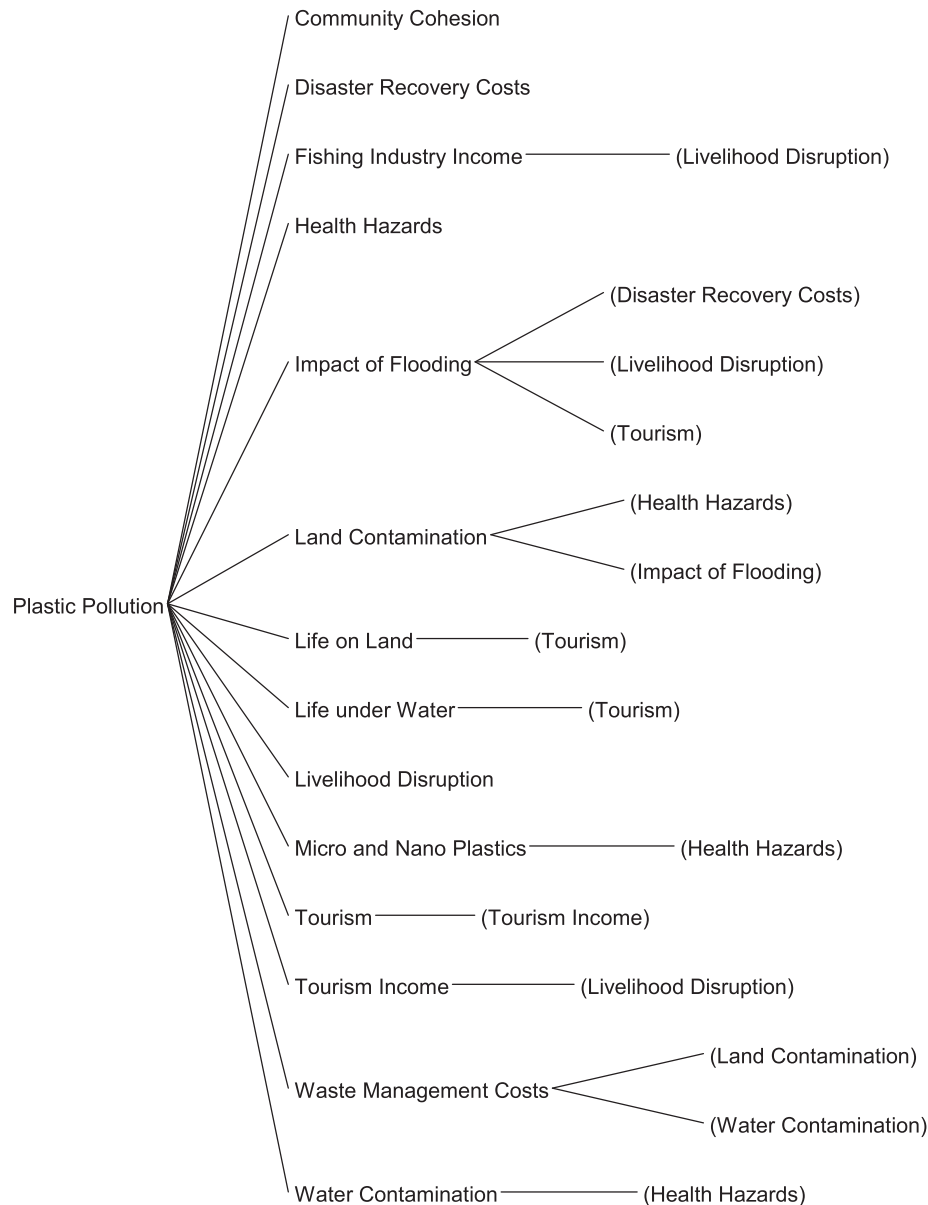 Community Cohesion
Disaster Recovery Costs
Fishing Industry Income
(Livelihood Disruption)
Health Hazards
(Disaster Recovery Costs)
Impact of Flooding
(Livelihood Disruption)
(Tourism)
(Health Hazards)
Land Contamination
(Impact of Flooding)
Plastic Pollution
Life on Land
(Tourism)
Life under Water
(Tourism)
Livelihood Disruption
Micro and Nano Plastics
(Health Hazards)
Tourism
(Tourism Income)
Tourism Income
(Livelihood Disruption)
(Land Contamination)
Waste Management Costs
(Water Contamination)
Water Contamination
(Health Hazards)